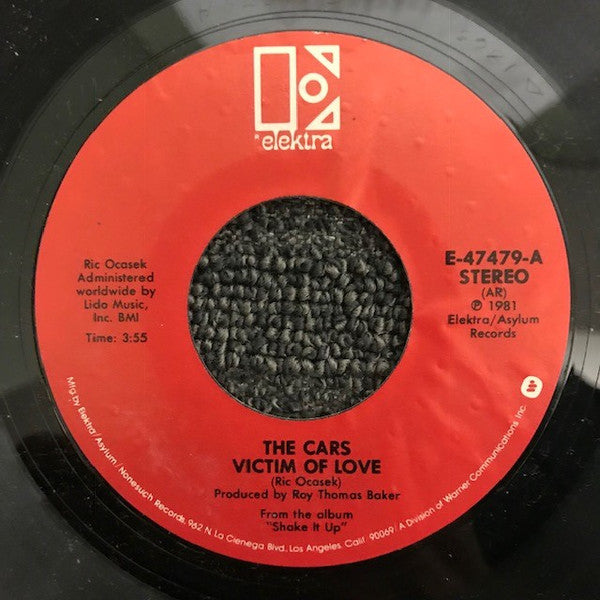 elektra
Ric Ocasek
Administered
worldwide by
Lido Music,
Inc. BMI
Time: 3:55
E-47479-A
STEREO
(AR)
℗ 1981
Elektra/Asylum
Records
THE CARS
VICTIM OF LOVE
(Ric Ocasek)
Produced by Roy Thomas Baker
From the album
"Shake It Up"
Mfg by Elektra/Asylum/Nonesuch Records, 962 N. La Cienega Blvd., Los Angeles, Calif. 90069/A Division of Warner Communications Inc.